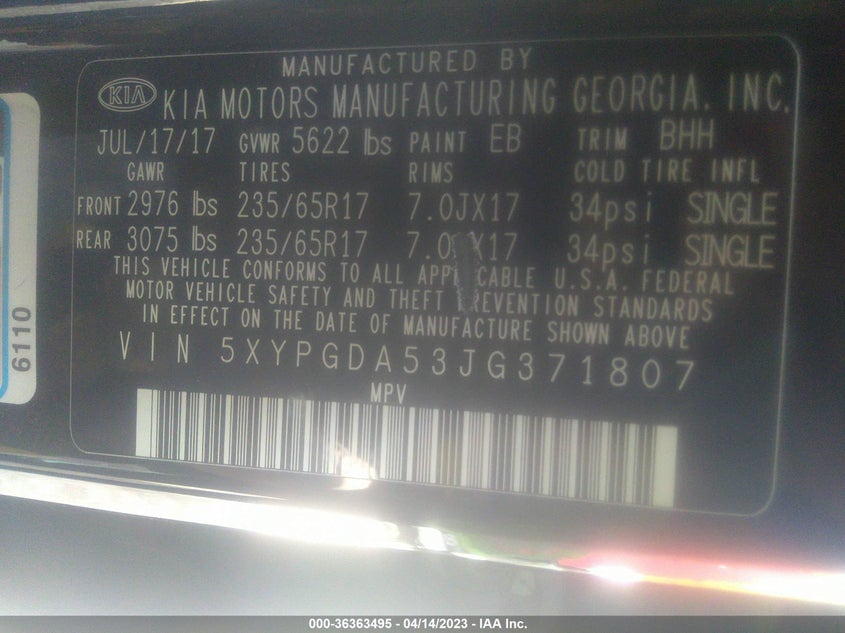 MANUFACTURED BY
KIA KIA MOTORS MANUFACTURING GEORGIA, INC.
JUL/17/17 GVWR 5622 lbs PAINT EB TRIM BHH
GAWR TIRES RIMS COLD TIRE INFL
FRONT 2976 lbs 235/65R17 7.0JX17 34psi SINGLE
REAR 3075 lbs 235/65R17 7.0JX17 34psi SINGLE
THIS VEHICLE CONFORMS TO ALL APPLICABLE U.S.A. FEDERAL
MOTOR VEHICLE SAFETY AND THEFT PREVENTION STANDARDS
IN EFFECT ON THE DATE OF MANUFACTURE SHOWN ABOVE
VIN 5XYPGDA53JG371807
MPV
6110
000-36363495 - 04/14/2023 - IAA Inc.